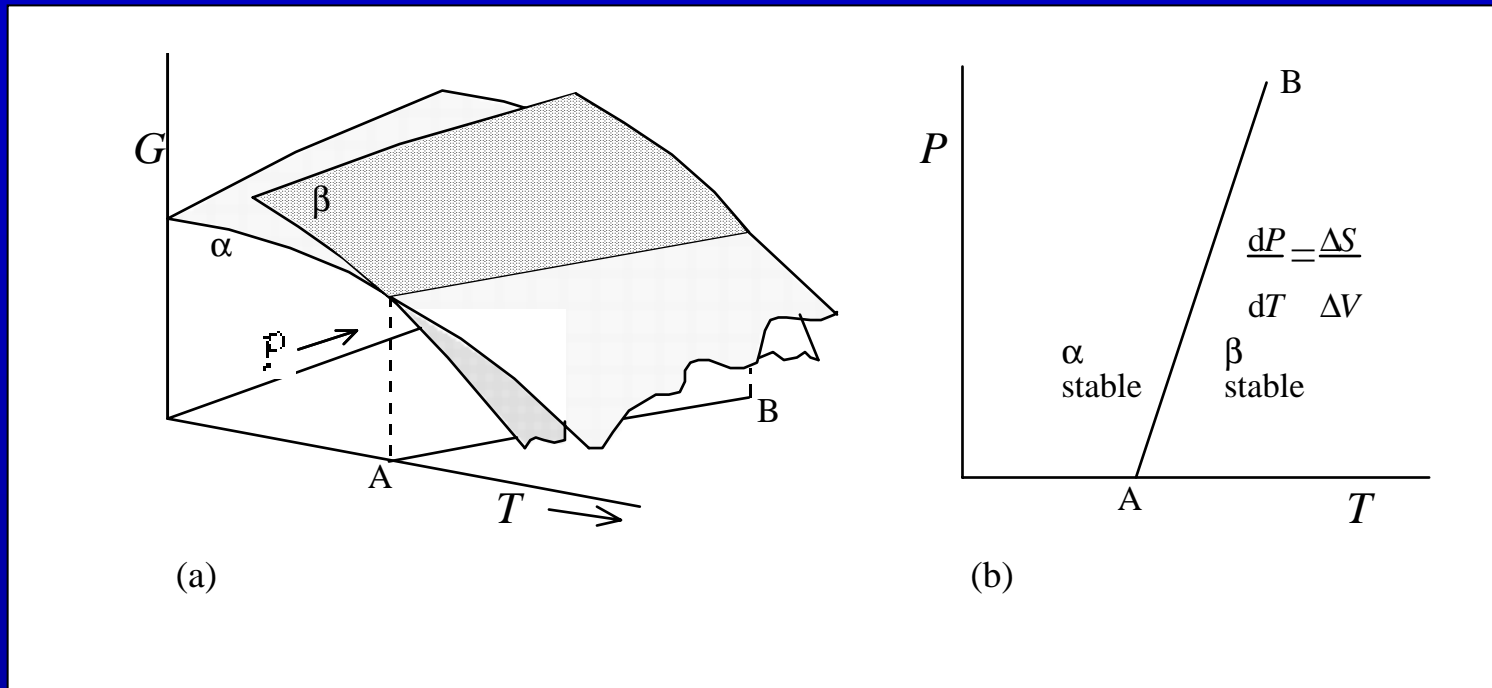 G
β
α
P
A
T
B
(a)
P
B
dP/dT = ΔS/ΔV
α
stable
β
stable
A
T
(b)